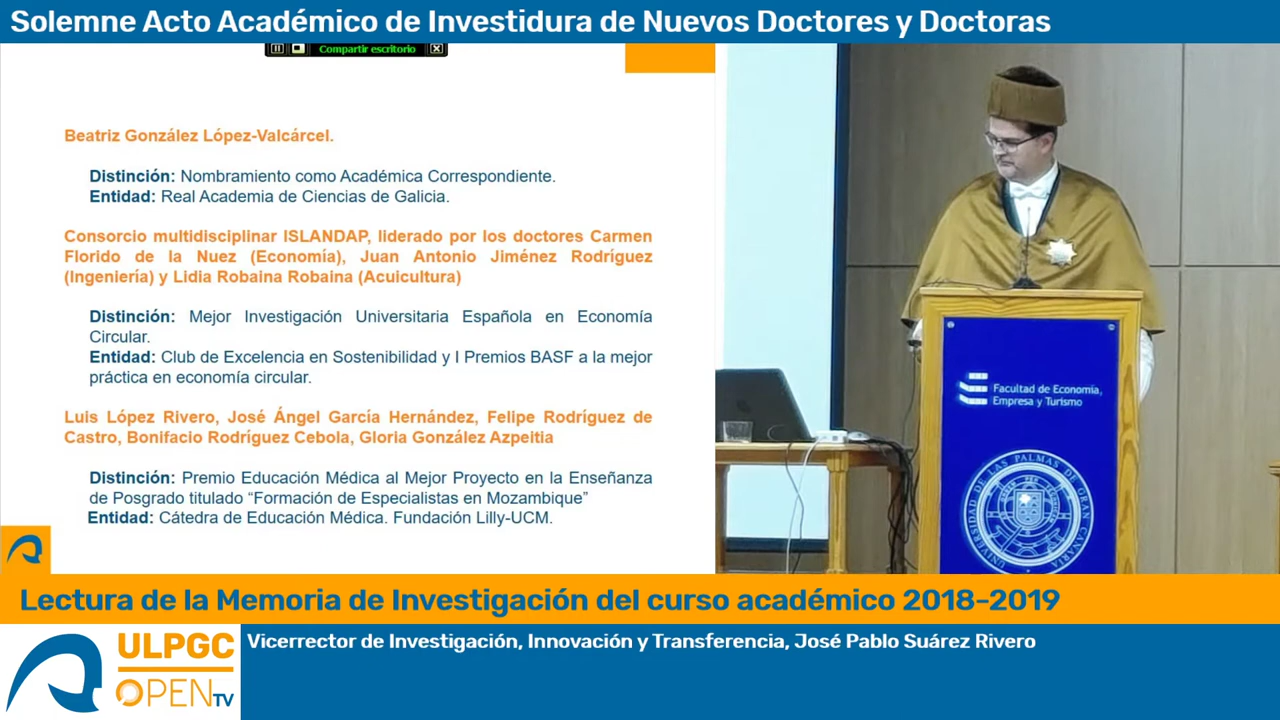 Solemne Acto Académico de Investidura de Nuevos Doctores y Doctoras
Compartir escritorio
Beatriz González López-Valcárcel.
Distinción: Nombramiento como Académica Correspondiente.
Entidad: Real Academia de Ciencias de Galicia.
Consorcio multidisciplinar ISLANDAP, liderado por los doctores Carmen
Florido de la Nuez (Economía), Juan Antonio Jiménez Rodríguez
(Ingeniería) y Lidia Robaina Robaina (Acuicultura)
Distinción: Mejor Investigación Universitaria Española en Economía
Circular.
Entidad: Club de Excelencia en Sostenibilidad y I Premios BASF a la mejor
práctica en economía circular.
Luis López Rivero, José Ángel García Hernández, Felipe Rodríguez de
Castro, Bonifacio Rodríguez Cebola, Gloria González Azpeitia
Distinción: Premio Educación Médica al Mejor Proyecto en la Enseñanza
de Posgrado titulado “Formación de Especialistas en Mozambique”
Entidad: Cátedra de Educación Médica. Fundación Lilly-UCM.
Facultad de Economía,
Empresa y Turismo
UNIVERSIDAD DE LAS PALMAS DE GRAN CANARIA
Lectura de la Memoria de Investigación del curso académico 2018-2019
ULPGC
OPEN TV
Vicerrector de Investigación, Innovación y Transferencia, José Pablo Suárez Rivero